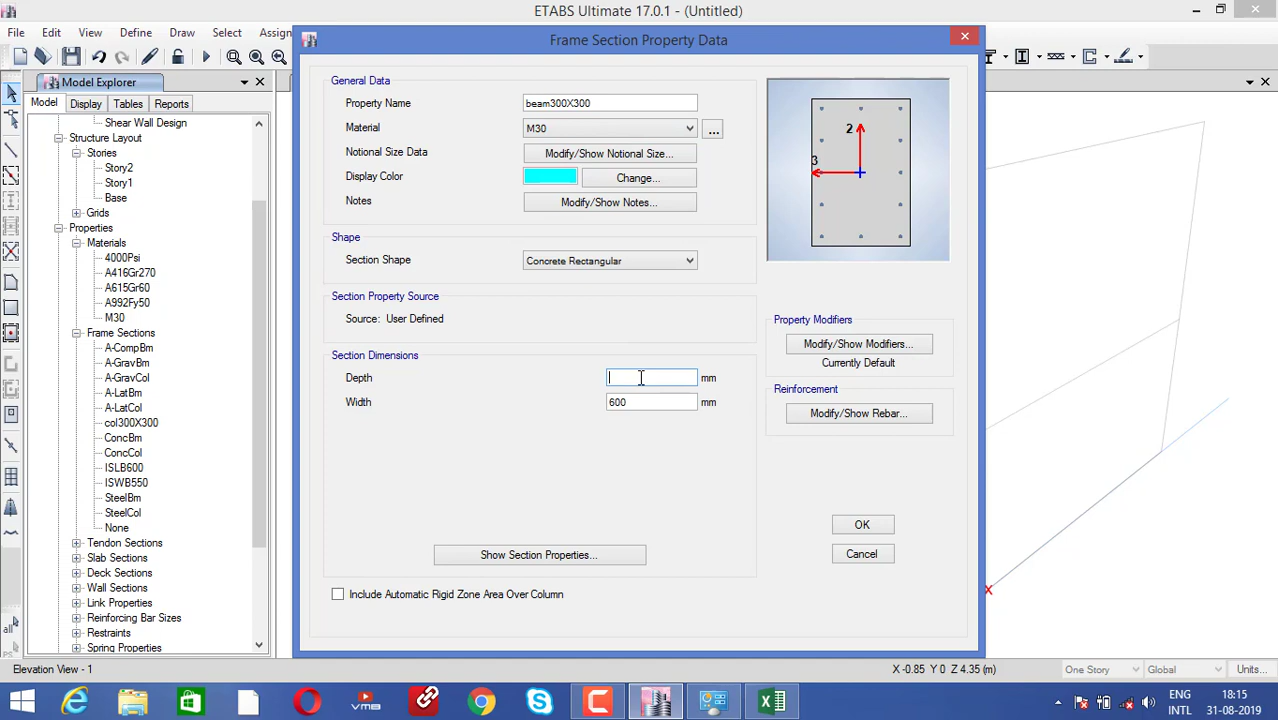 ETABS Ultimate 17.0.1 - (Untitled)
File Edit View Define Draw Select Assign
Frame Section Property Data
Model Explorer
Model Display Tables Reports
Shear Wall Design
Structure Layout
Stories
Story2
Story1
Base
Grids
Properties
Materials
4000Psi
A416Gr270
A615Gr60
A992Fy50
M30
Frame Sections
A-CompBm
A-GravBm
A-GravCol
A-LatBm
A-LatCol
col300X300
ConcBm
ConcCol
ISLB600
ISWB550
SteelBm
SteelCol
None
Tendon Sections
Slab Sections
Deck Sections
Wall Sections
Link Properties
Reinforcing Bar Sizes
Restraints
Spring Properties
all
PS
General Data
Property Name beam300X300
Material M30 ...
Notional Size Data Modify/Show Notional Size...
Display Color Change...
Notes Modify/Show Notes...
Shape
Section Shape Concrete Rectangular
Section Property Source
Source: User Defined
Section Dimensions
Depth mm
Width 600 mm
Show Section Properties...
Include Automatic Rigid Zone Area Over Column
2
3
Property Modifiers
Modify/Show Modifiers...
Currently Default
Reinforcement
Modify/Show Rebar...
OK
Cancel
X
Elevation View - 1
X -0.85 Y 0 Z 4.35 (m)
One Story Global Units...
VMB
ENG
INTL
18:15
31-08-2019